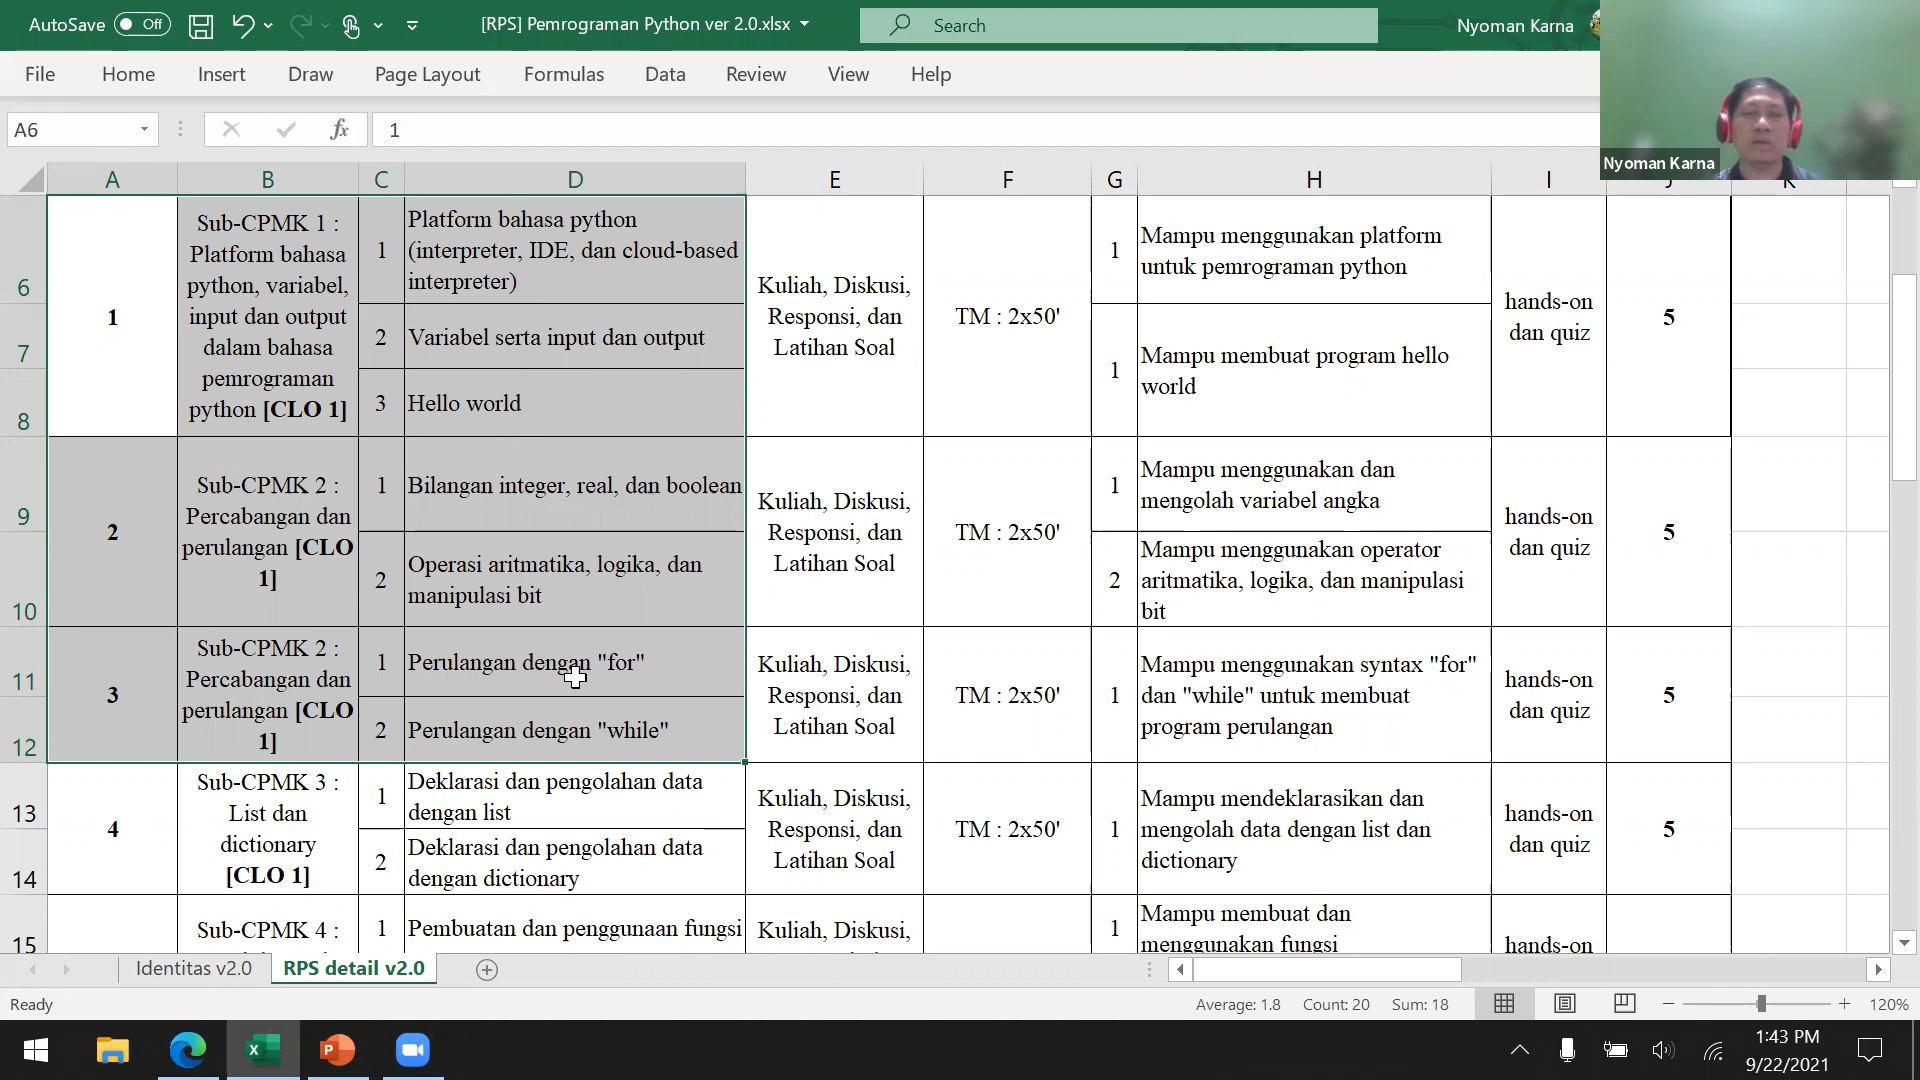 AutoSave Off [RPS] Pemrograman Python ver 2.0.xlsx Search Nyoman Karna
File Home Insert Draw Page Layout Formulas Data Review View Help
Nyoman Karna
A6 fx 1
A B C D E F G H I J K
6
7
8
1
Sub-CPMK 1 :
Platform bahasa
python, variabel,
input dan output
dalam bahasa
pemrograman
python [CLO 1]
1
Platform bahasa python
(interpreter, IDE, dan cloud-based
interpreter)
2 Variabel serta input dan output
3 Hello world
Kuliah, Diskusi,
Responsi, dan
Latihan Soal
TM : 2x50'
1
Mampu menggunakan platform
untuk pemrograman python
1
Mampu membuat program hello
world
hands-on
dan quiz
5
9
10
2
Sub-CPMK 2 :
Percabangan dan
perulangan [CLO
1]
1 Bilangan integer, real, dan boolean
2
Operasi aritmatika, logika, dan
manipulasi bit
Kuliah, Diskusi,
Responsi, dan
Latihan Soal
TM : 2x50'
1
Mampu menggunakan dan
mengolah variabel angka
2
Mampu menggunakan operator
aritmatika, logika, dan manipulasi
bit
hands-on
dan quiz
5
11
12
3
Sub-CPMK 2 :
Percabangan dan
perulangan [CLO
1]
1 Perulangan dengan "for"
2 Perulangan dengan "while"
Kuliah, Diskusi,
Responsi, dan
Latihan Soal
TM : 2x50'
1
Mampu menggunakan syntax "for"
dan "while" untuk membuat
program perulangan
hands-on
dan quiz
5
13
14
4
Sub-CPMK 3 :
List dan
dictionary
[CLO 1]
1
Deklarasi dan pengolahan data
dengan list
2
Deklarasi dan pengolahan data
dengan dictionary
Kuliah, Diskusi,
Responsi, dan
Latihan Soal
TM : 2x50'
1
Mampu mendeklarasikan dan
mengolah data dengan list dan
dictionary
hands-on
dan quiz
5
15
Sub-CPMK 4 :
1 Pembuatan dan penggunaan fungsi
Kuliah, Diskusi,
1
Mampu membuat dan
menggunakan fungsi
hands-on
Identitas v2.0 RPS detail v2.0
Ready Average: 1.8 Count: 20 Sum: 18 120%
1:43 PM
9/22/2021